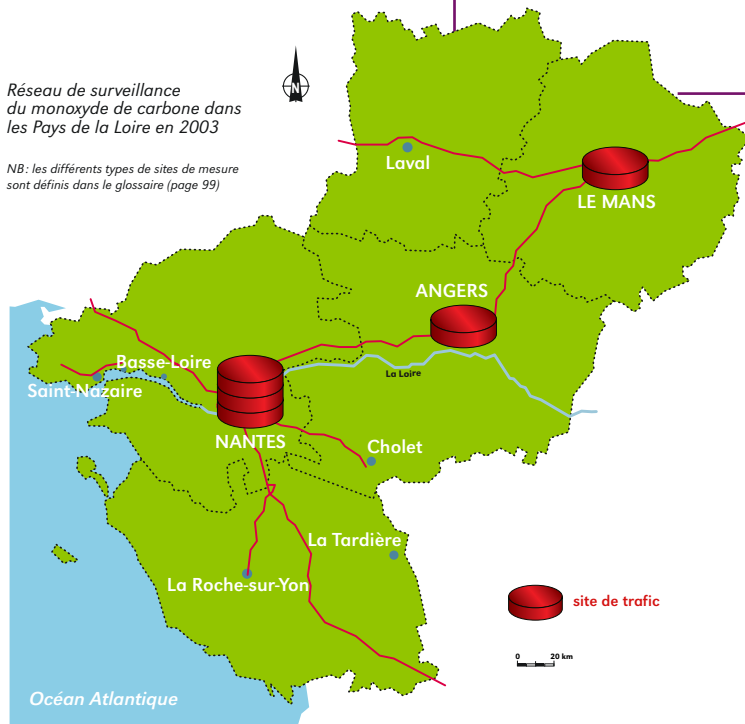 N
Réseau de surveillance
du monoxyde de carbone dans
les Pays de la Loire en 2003
NB: les différents types de sites de mesure
sont définis dans le glossaire (page 99)
Laval
LE MANS
ANGERS
Basse-Loire
La Loire
Saint-Nazaire
NANTES
Cholet
La Tardière
La Roche-sur-Yon
site de trafic
0 20 km
Océan Atlantique